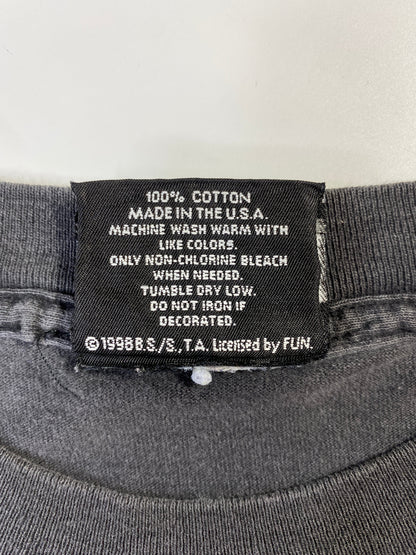 100% COTTON
MADE IN THE U.S.A.
MACHINE WASH WARM WITH
LIKE COLORS.
ONLY NON-CHLORINE BLEACH
WHEN NEEDED.
TUMBLE DRY LOW.
DO NOT IRON IF
DECORATED.
©1998 B.S./S., T.A. Licensed by FUN.